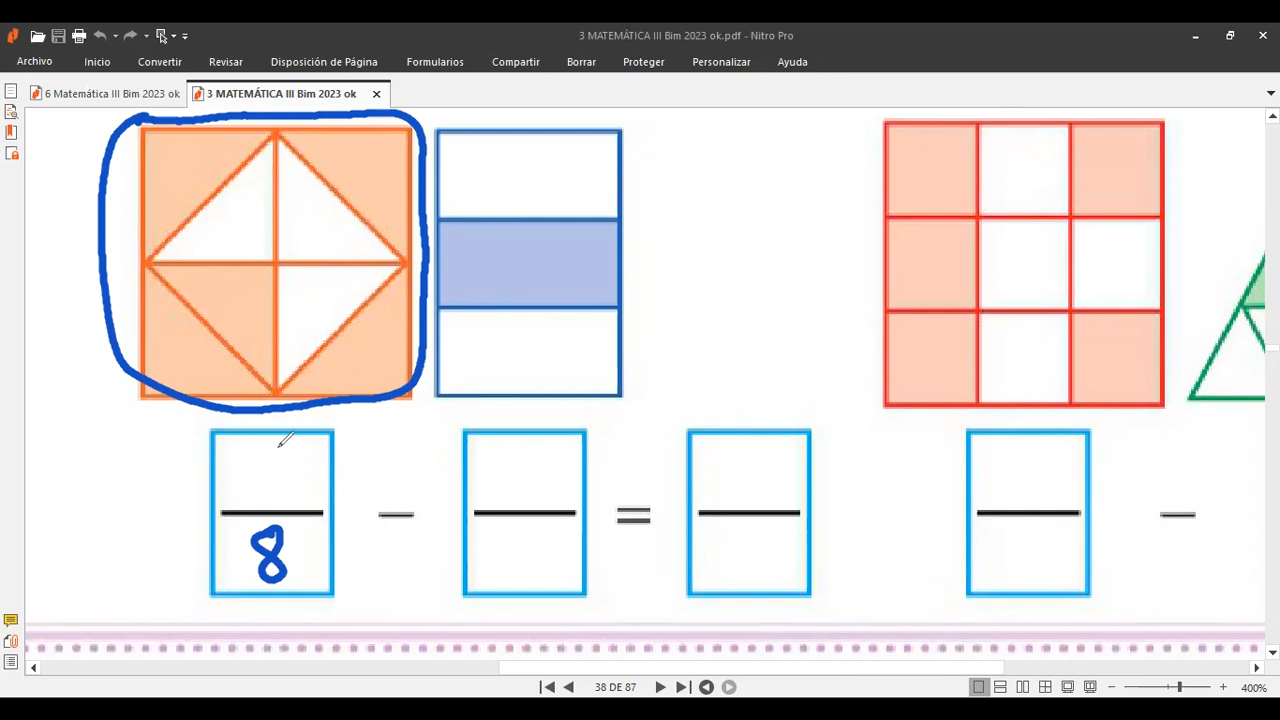 3 MATEMÁTICA III Bim 2023 ok.pdf - Nitro Pro
Archivo Inicio Convertir Revisar Disposición de Página Formularios Compartir Borrar Proteger Personalizar Ayuda
6 Matemática III Bim 2023 ok 3 MATEMÁTICA III Bim 2023 ok
— = —
8
38 DE 87 400%